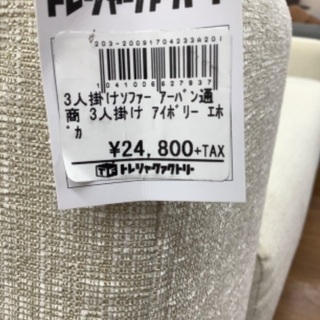 トレジャーファクトリー
203-20091704233A201
1041006627937
3人掛けソファー アーバン通
商 3人掛け アイボリー エポ
カ
¥24,800+TAX
トレジャーファクトリー